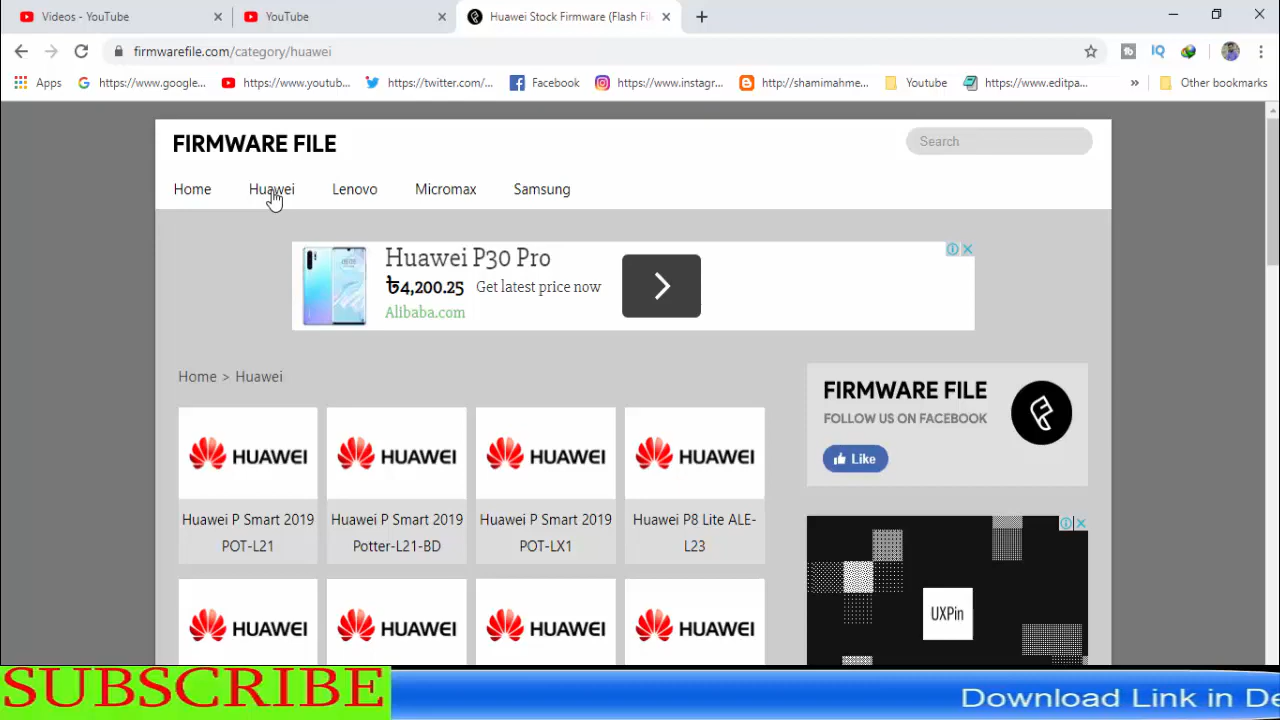 Videos - YouTube
YouTube
Huawei Stock Firmware (Flash Fil
firmwarefile.com/category/huawei
IQ
Apps
https://www.google...
https://www.youtub...
https://twitter.com/...
Facebook
https://www.instagr...
http://shamimahme...
Youtube
https://www.editpa...
»
Other bookmarks
FIRMWARE FILE
Search
Home
Huawei
Lenovo
Micromax
Samsung
Huawei P30 Pro
৳4,200.25 Get latest price now
Alibaba.com
Home > Huawei
HUAWEI
HUAWEI
HUAWEI
HUAWEI
Huawei P Smart 2019
POT-L21
Huawei P Smart 2019
Potter-L21-BD
Huawei P Smart 2019
POT-LX1
Huawei P8 Lite ALE-
L23
HUAWEI
HUAWEI
HUAWEI
HUAWEI
FIRMWARE FILE
FOLLOW US ON FACEBOOK
Like
UXPin
SUBSCRIBE
Download Link in De